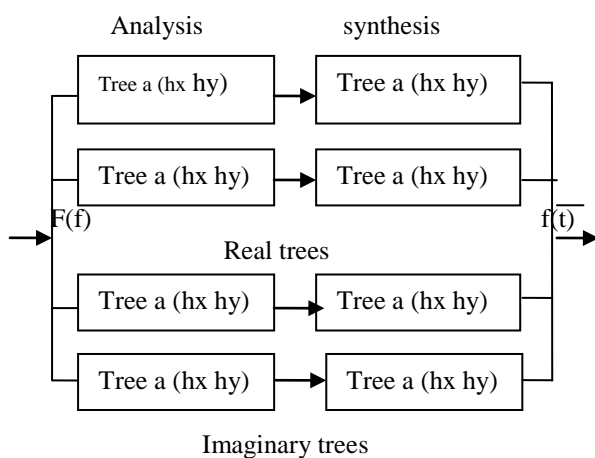 Analysis synthesis
Tree a (hx hy) Tree a (hx hy)
Tree a (hx hy) Tree a (hx hy)
F(f) f(t)
Real trees
Tree a (hx hy) Tree a (hx hy)
Tree a (hx hy) Tree a (hx hy)
Imaginary trees